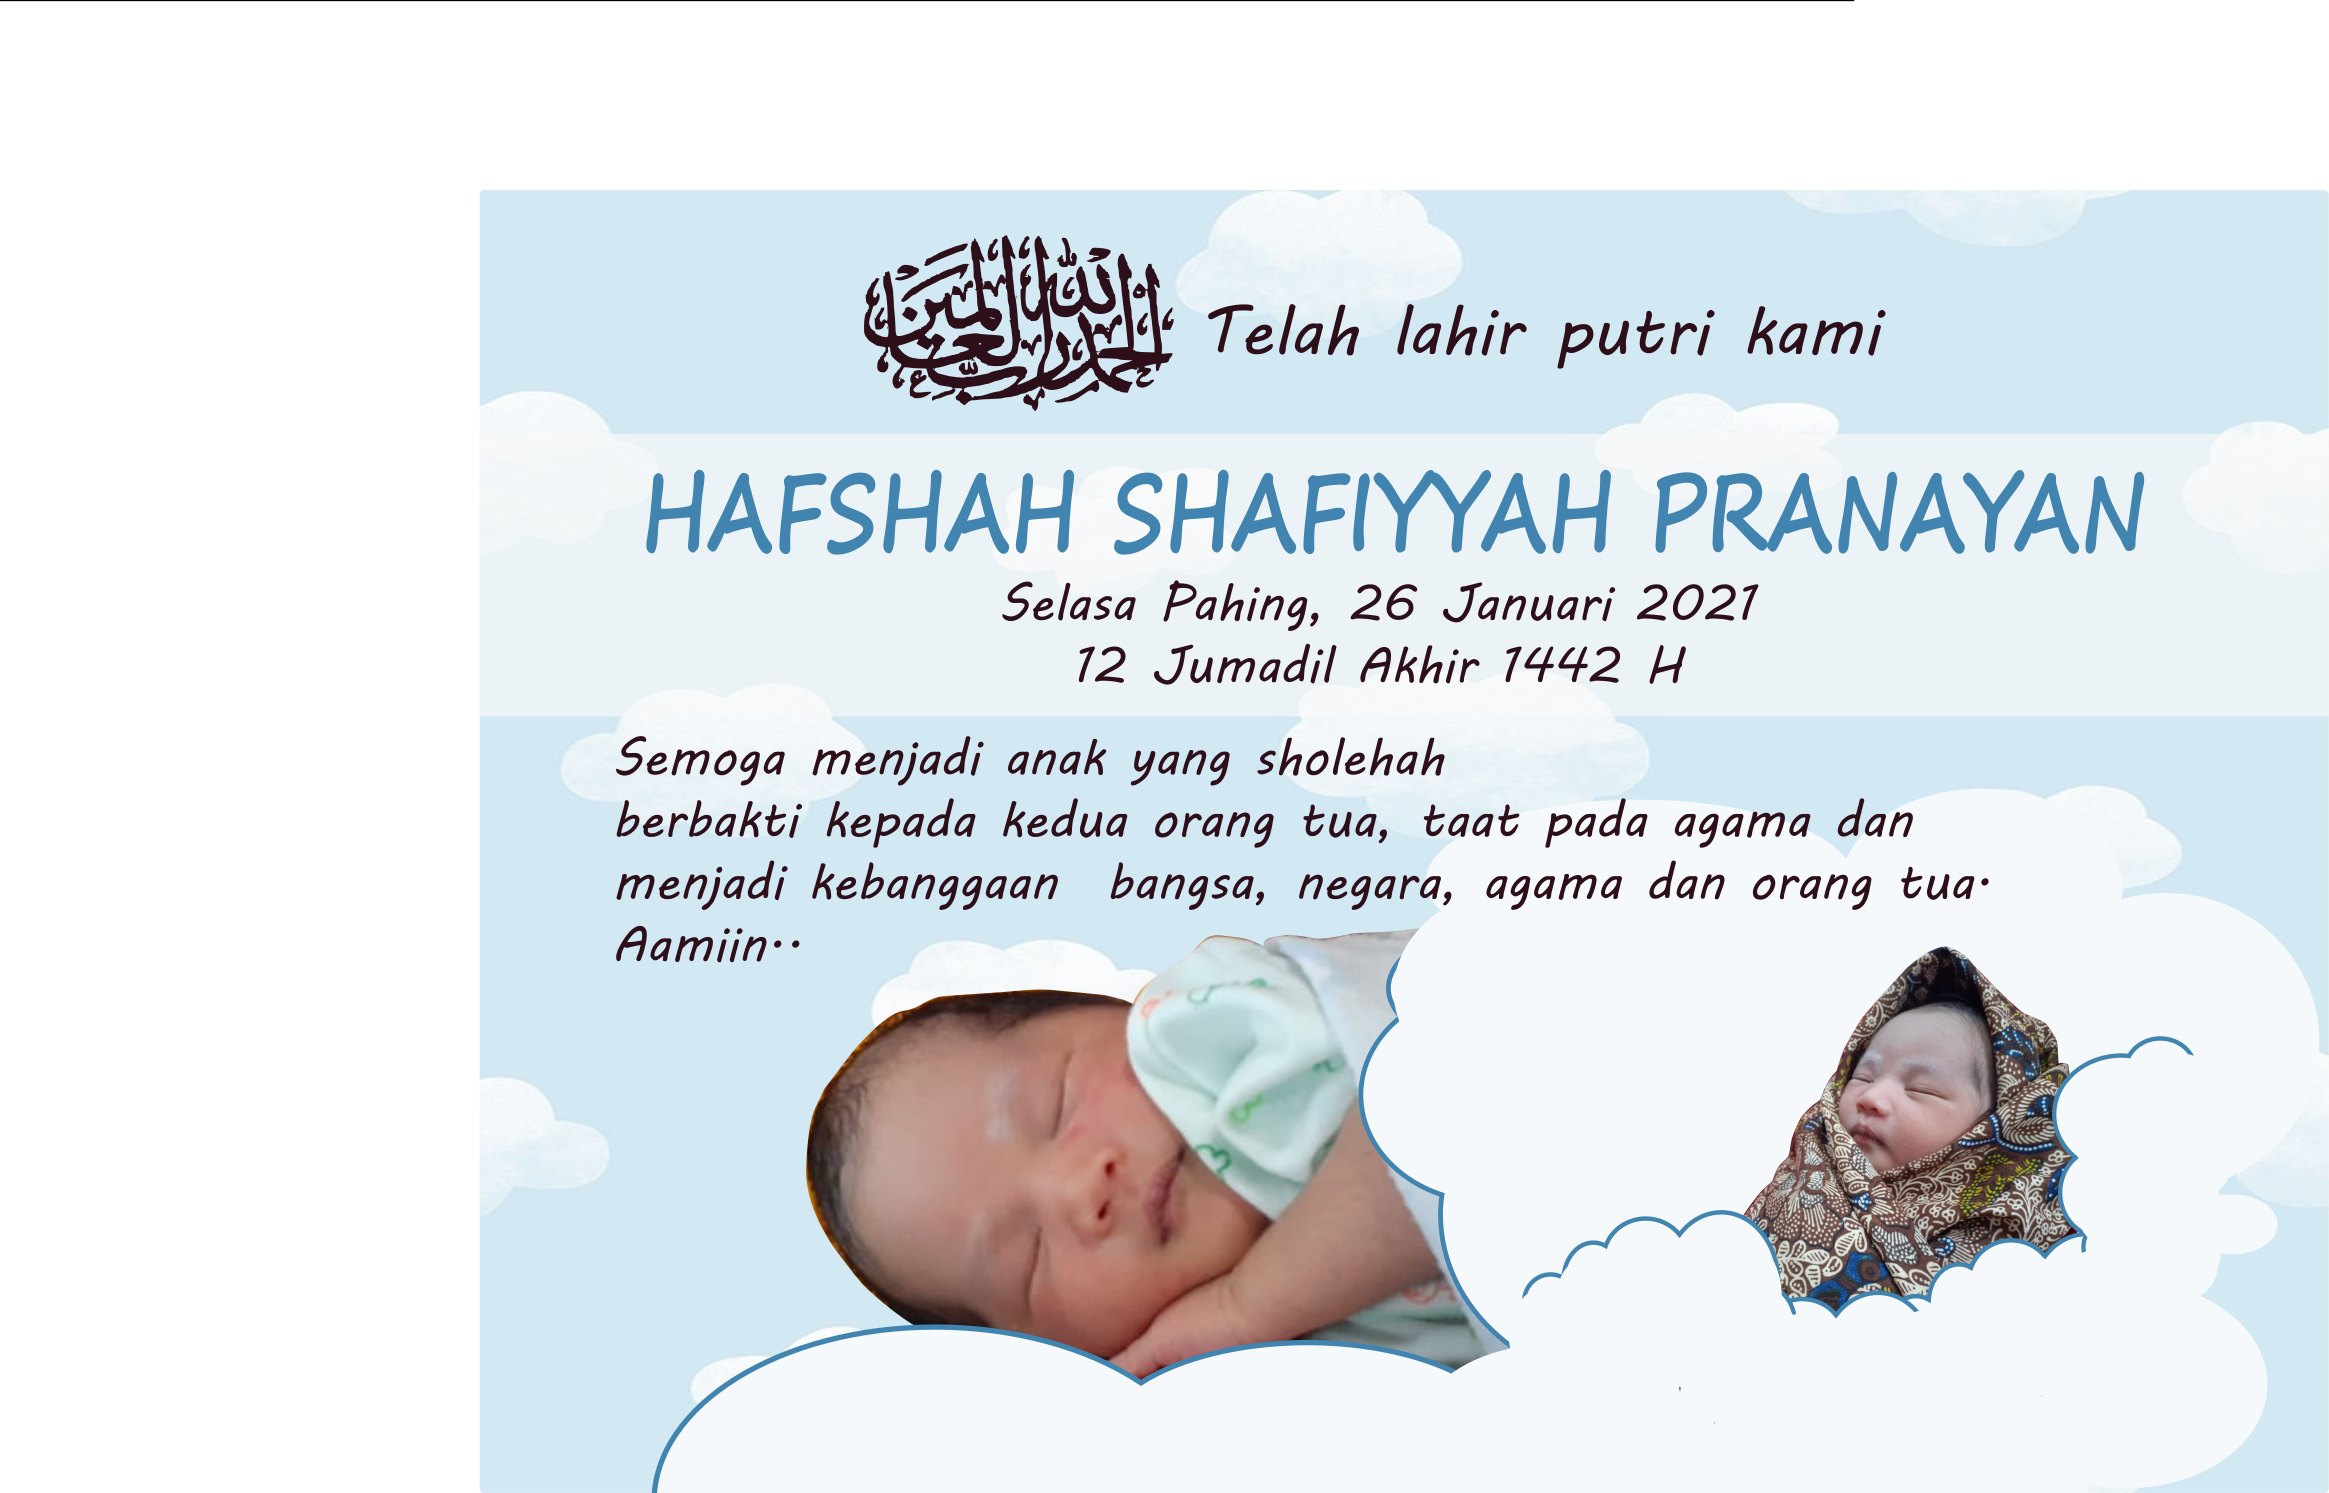 الحمد لله رب العالمين
Telah lahir putri kami
HAFSHAH SHAFIYYAH PRANAYAN
Selasa Pahing, 26 Januari 2021
12 Jumadil Akhir 1442 H
Semoga menjadi anak yang sholehah
berbakti kepada kedua orang tua, taat pada agama dan
menjadi kebanggaan bangsa, negara, agama dan orang tua.
Aamiin..